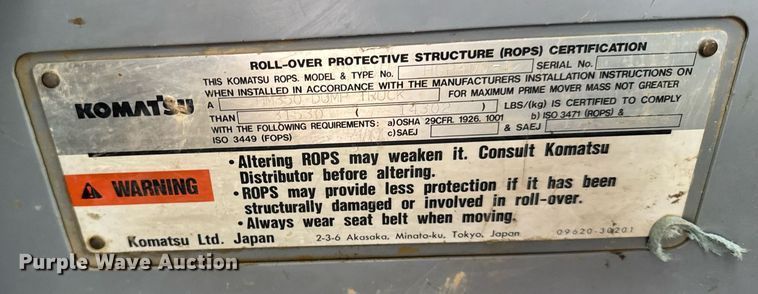 ROLL-OVER PROTECTIVE STRUCTURE (ROPS) CERTIFICATION
THIS KOMATSU ROPS. MODEL & TYPE No. SERIAL No.
WHEN INSTALLED IN ACCORDANCE WITH THE MANUFACTURERS INSTALLATION INSTRUCTIONS ON
A HM350 DUMP TRUCK FOR MAXIMUM PRIME MOVER MASS NOT GREATER
THAN ( ) LBS/(kg) IS CERTIFIED TO COMPLY
WITH THE FOLLOWING REQUIREMENTS: a)OSHA 29CFR. 1926. 1001 b) ISO 3471 (ROPS) &
ISO 3449 (FOPS) c) SAEJ & SAEJ
KOMATSU
WARNING
• Altering ROPS may weaken it. Consult Komatsu
Distributor before altering.
• ROPS may provide less protection if it has been
structurally damaged or involved in roll-over.
• Always wear seat belt when moving.
Komatsu Ltd. Japan 2-3-6 Akasaka, Minato-ku, Tokyo, Japan 09620-30201
Purple Wave Auction